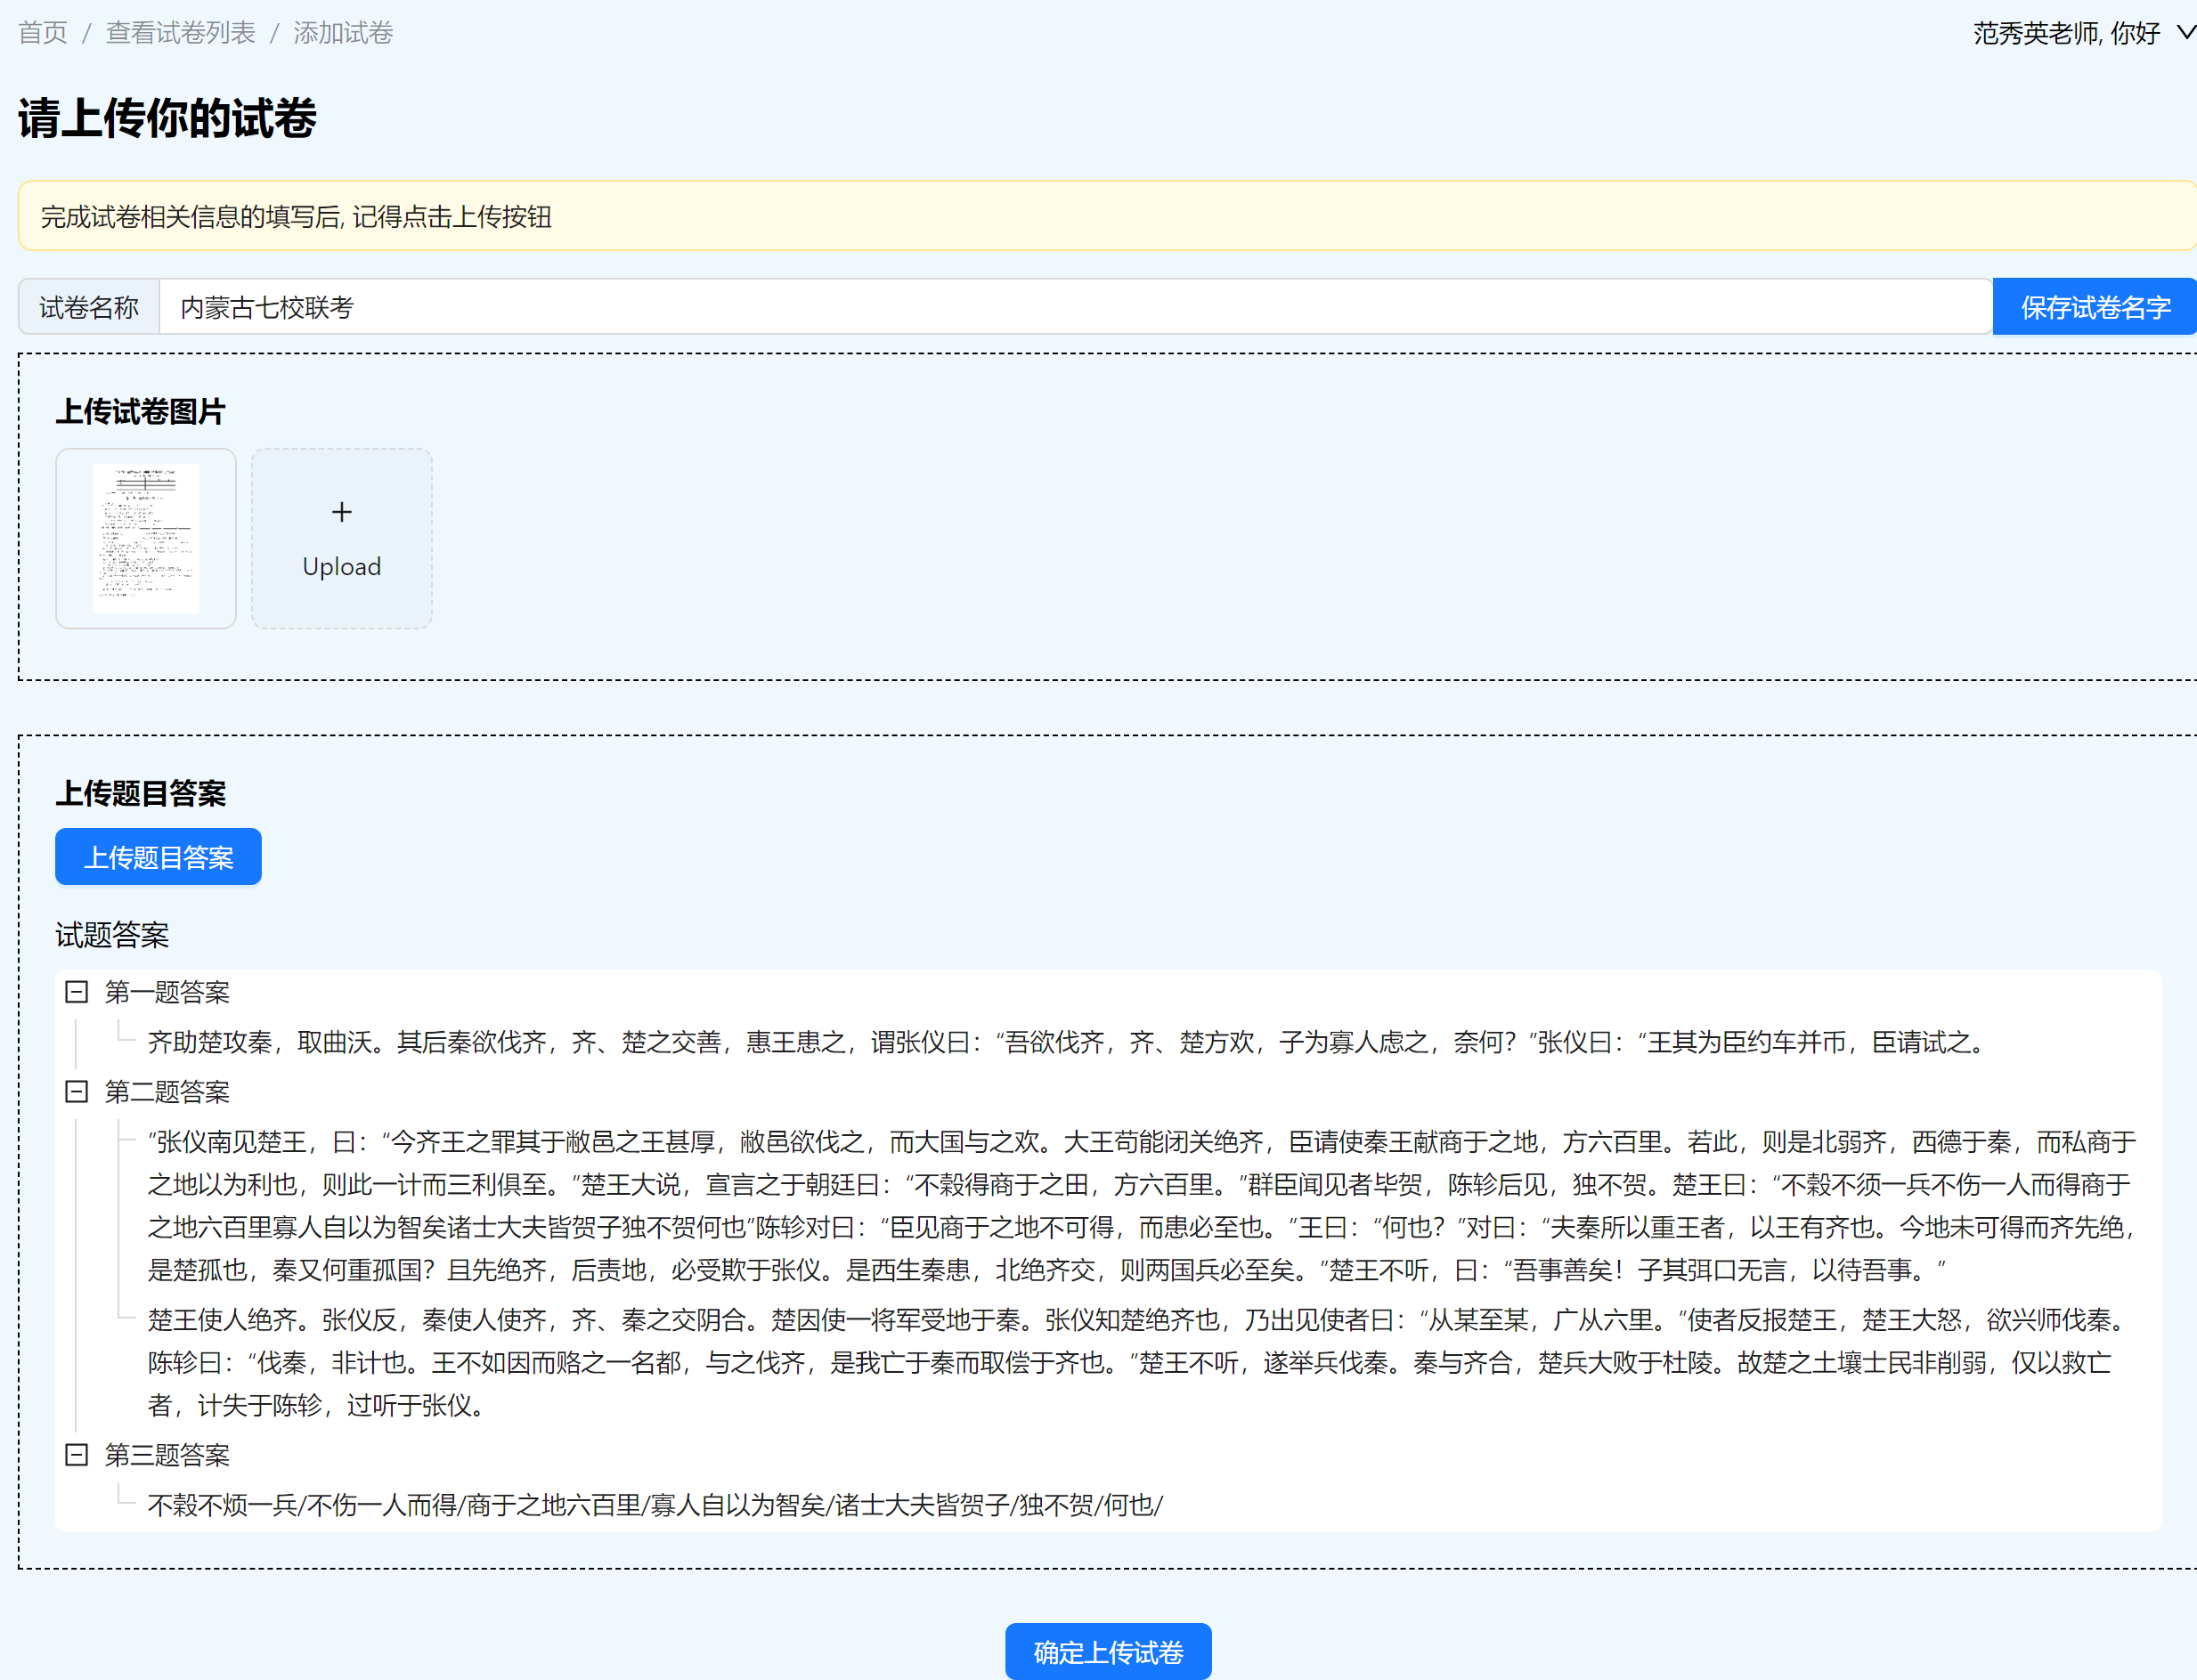 首页 / 查看试卷列表 / 添加试卷
范秀英老师, 你好
请上传你的试卷
完成试卷相关信息的填写后, 记得点击上传按钮
试卷名称
内蒙古七校联考
保存试卷名字
上传试卷图片
+
Upload
上传题目答案
上传题目答案
试题答案
第一题答案
齐助楚攻秦，取曲沃。其后秦欲伐齐，齐、楚之交善，惠王患之，谓张仪曰：“吾欲伐齐，齐、楚方欢，子为寡人虑之，奈何？”张仪曰：“王其为臣约车并币，臣请试之。
第二题答案
”张仪南见楚王，曰：“今齐王之罪其于敝邑之王甚厚，敝邑欲伐之，而大国与之欢。大王苟能闭关绝齐，臣请使秦王献商于之地，方六百里。若此，则是北弱齐，西德于秦，而私商于
之地以为利也，则此一计而三利俱至。”楚王大说，宣言之于朝廷曰：“不榖得商于之田，方六百里。”群臣闻见者毕贺，陈轸后见，独不贺。楚王曰：“不榖不须一兵不伤一人而得商于
之地六百里寡人自以为智矣诸士大夫皆贺子独不贺何也”陈轸对曰：“臣见商于之地不可得，而患必至也。”王曰：“何也？”对曰：“夫秦所以重王者，以王有齐也。今地未可得而齐先绝，
是楚孤也，秦又何重孤国？且先绝齐，后责地，必受欺于张仪。是西生秦患，北绝齐交，则两国兵必至矣。”楚王不听，曰：“吾事善矣！子其弭口无言，以待吾事。”
楚王使人绝齐。张仪反，秦使人使齐，齐、秦之交阴合。楚因使一将军受地于秦。张仪知楚绝齐也，乃出见使者曰：“从某至某，广从六里。”使者反报楚王，楚王大怒，欲兴师伐秦。
陈轸曰：“伐秦，非计也。王不如因而赂之一名都，与之伐齐，是我亡于秦而取偿于齐也。”楚王不听，遂举兵伐秦。秦与齐合，楚兵大败于杜陵。故楚之土壤士民非削弱，仅以救亡
者，计失于陈轸，过听于张仪。
第三题答案
不榖不烦一兵/不伤一人而得/商于之地六百里/寡人自以为智矣/诸士大夫皆贺子/独不贺/何也/
确定上传试卷